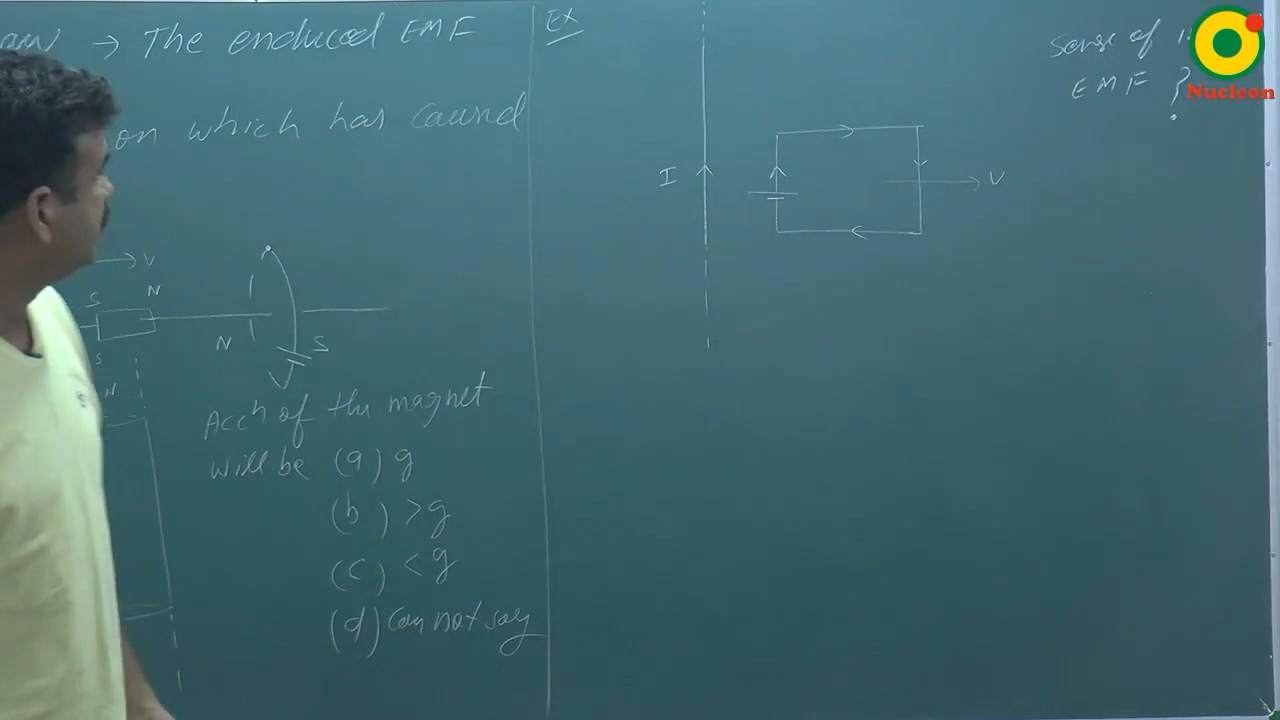 → The enduced EMF
on which has caused
V
S N
N S
S
N
Accn of the magnet
will be (a) g
(b) > g
(c) < g
(d) Can not say
Ex
I
V
sense of
EMF ?
Nucleon